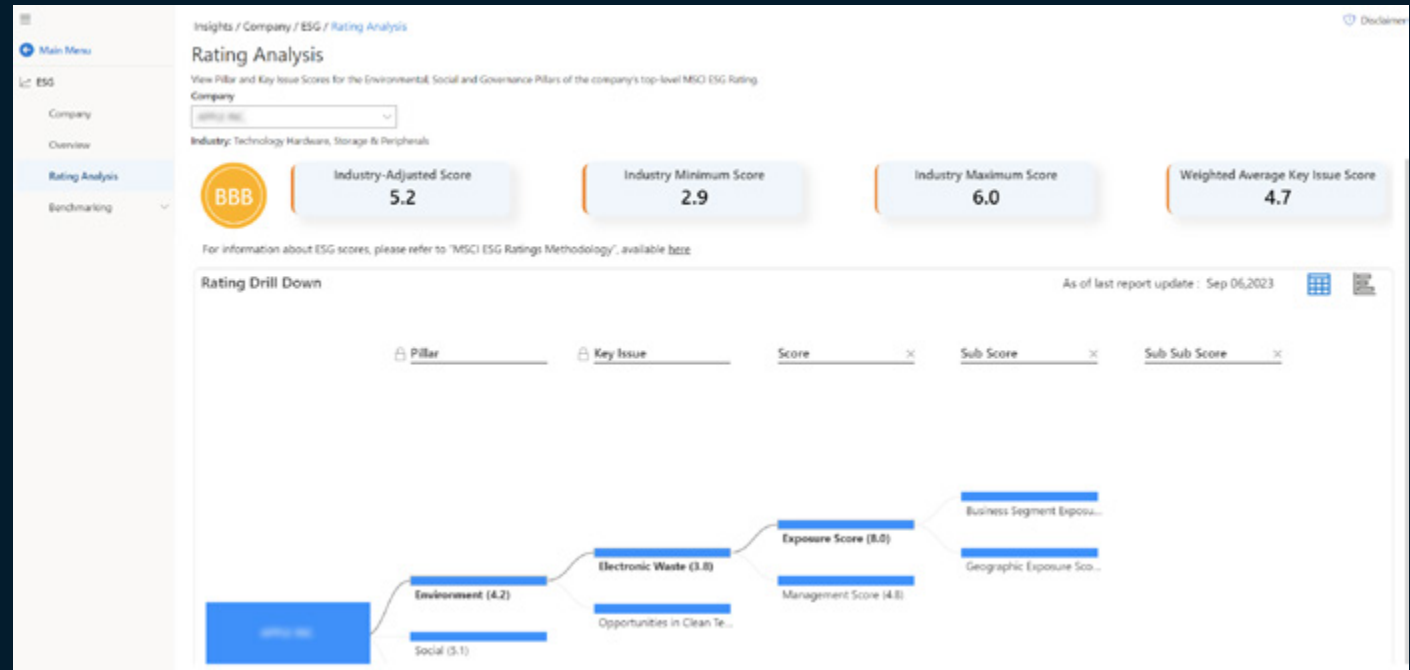 Insights / Company / ESG / Rating Analysis
Disclaimer
Main Menu
Rating Analysis
ESG
View Pillar and Key Issue Scores for the Environmental, Social and Governance Pillars of the company's top-level MSCI ESG Rating.
Company
Company
Overview
Industry: Technology Hardware, Storage & Peripherals
Rating Analysis
Benchmarking
BBB
Industry-Adjusted Score
5.2
Industry Minimum Score
2.9
Industry Maximum Score
6.0
Weighted Average Key Issue Score
4.7
For information about ESG scores, please refer to "MSCI ESG Ratings Methodology", available here
Rating Drill Down
As of last report update : Sep 06,2023
Pillar
Key Issue
Score
Sub Score
Sub Sub Score
Business Segment Exposu...
Exposure Score (8.0)
Electronic Waste (3.8)
Geographic Exposure Sco...
Environment (4.2)
Management Score (4.8)
Opportunities in Clean Te...
Social (5.1)